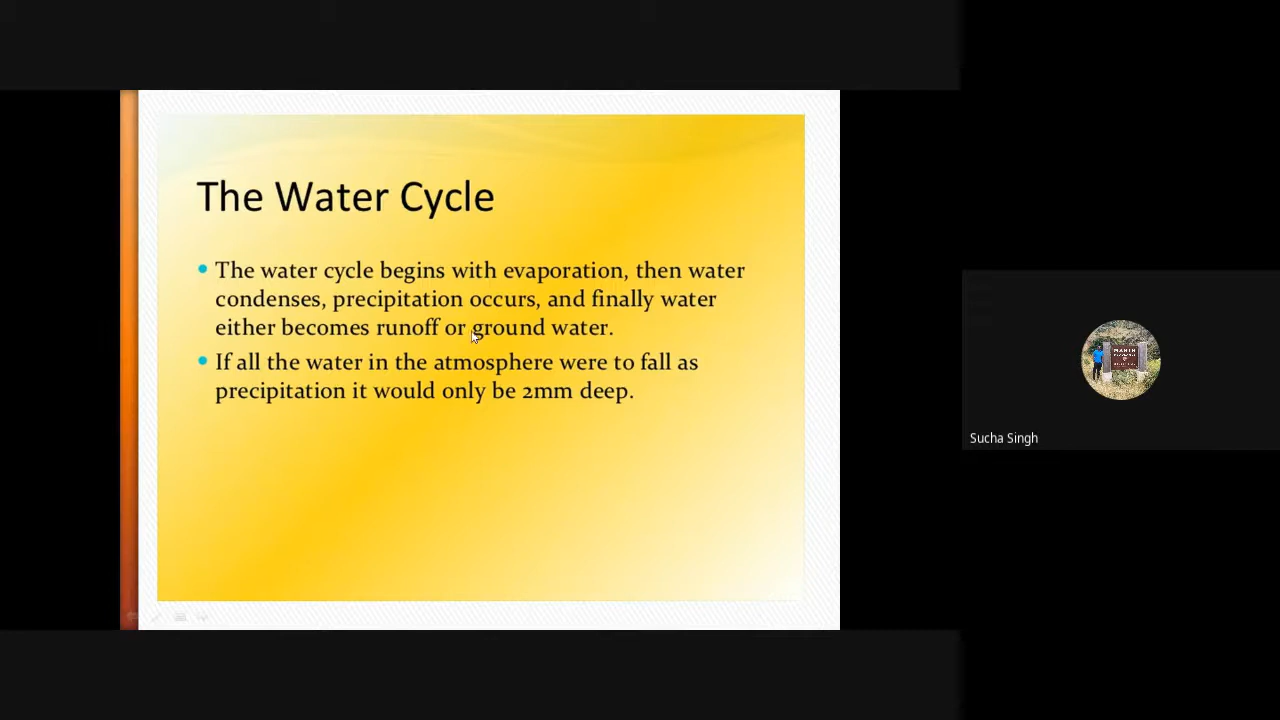 The Water Cycle
The water cycle begins with evaporation, then water
condenses, precipitation occurs, and finally water
either becomes runoff or ground water.
If all the water in the atmosphere were to fall as
precipitation it would only be 2mm deep.
Sucha Singh